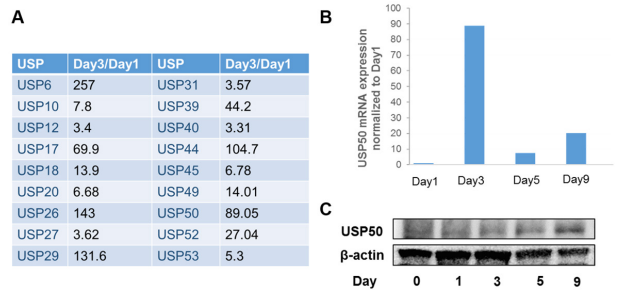 A
USP Day3/Day1 USP Day3/Day1
USP6 257 USP31 3.57
USP10 7.8 USP39 44.2
USP12 3.4 USP40 3.31
USP17 69.9 USP44 104.7
USP18 13.9 USP45 6.78
USP20 6.68 USP49 14.01
USP26 143 USP50 89.05
USP27 3.62 USP52 27.04
USP29 131.6 USP53 5.3
B
USP50 mRNA expression
normalized to Day1
100
90
80
70
60
50
40
30
20
10
0
Day1 Day3 Day5 Day9
C
USP50
β-actin
Day 0 1 3 5 9